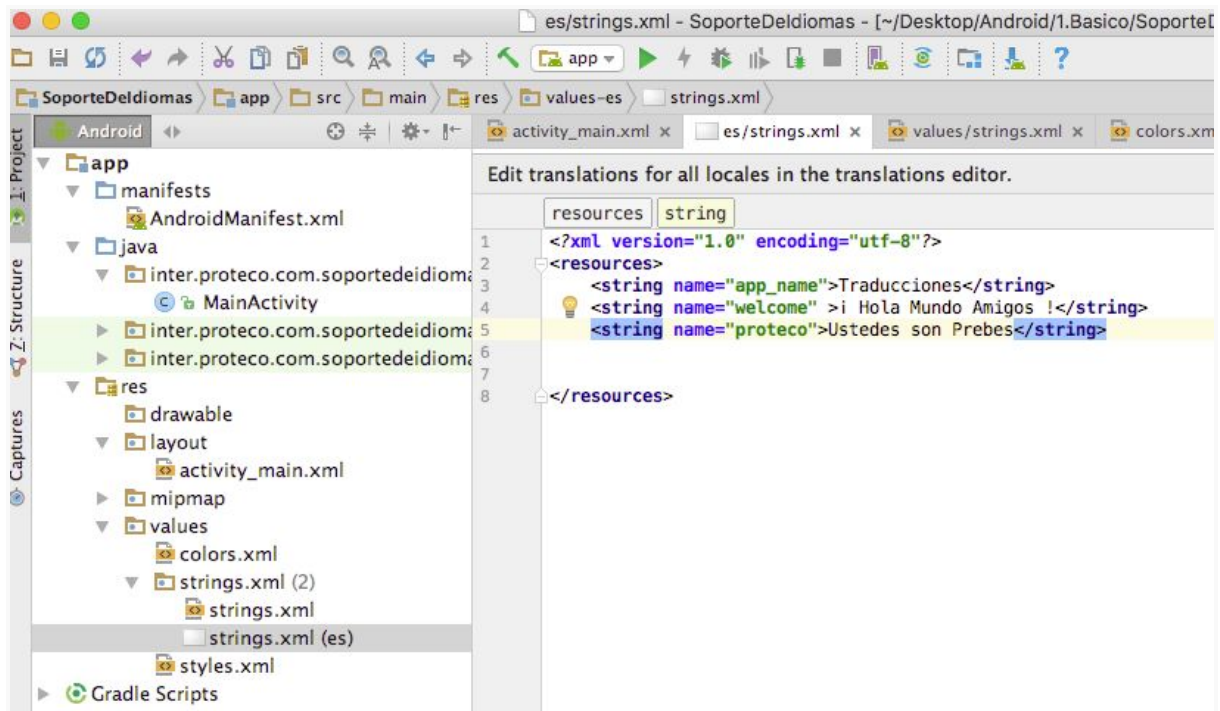 es/strings.xml - SoporteDeIdiomas - [~/Desktop/Android/1.Basico/SoporteD
app
SoporteDeIdiomas app src main res values-es strings.xml
Android
activity_main.xml es/strings.xml values/strings.xml colors.xm
1: Project
Z: Structure
Captures
app
manifests
AndroidManifest.xml
java
inter.proteco.com.soportedeidioma
MainActivity
inter.proteco.com.soportedeidioma
inter.proteco.com.soportedeidioma
res
drawable
layout
activity_main.xml
mipmap
values
colors.xml
strings.xml (2)
strings.xml
strings.xml (es)
styles.xml
Gradle Scripts
Edit translations for all locales in the translations editor.
resources string
1 <?xml version="1.0" encoding="utf-8"?>
2 <resources>
3 <string name="app_name">Traducciones</string>
4 <string name="welcome" >¡ Hola Mundo Amigos !</string>
5 <string name="proteco">Ustedes son Prebes</string>
6
7
8 </resources>